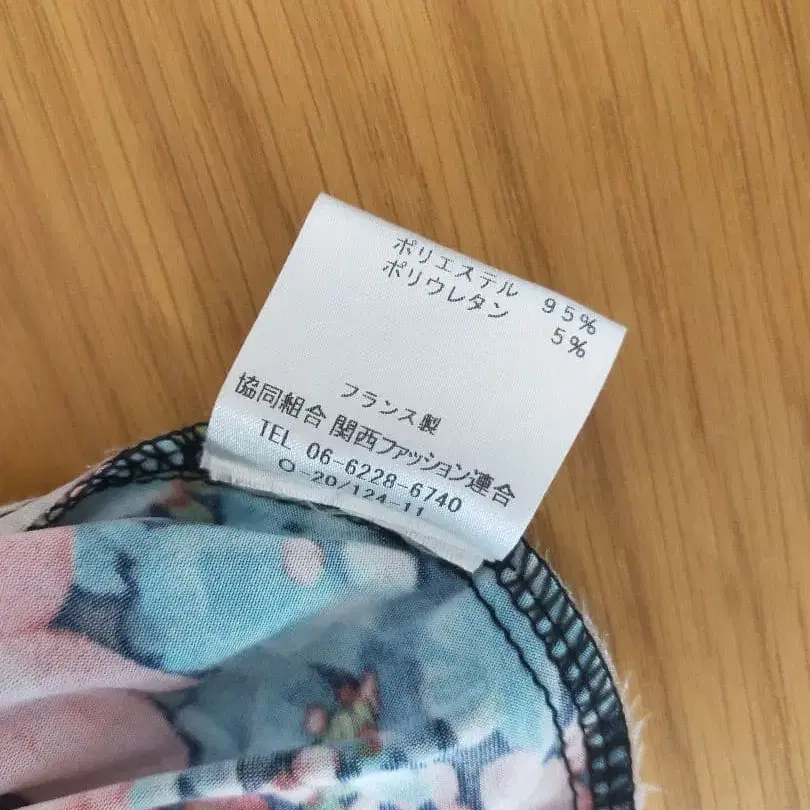 ポリエステル 95%
ポリウレタン 5%
フランス製
協同組合 関西ファッション連合
TEL 06-6228-6740
O-20/124-11